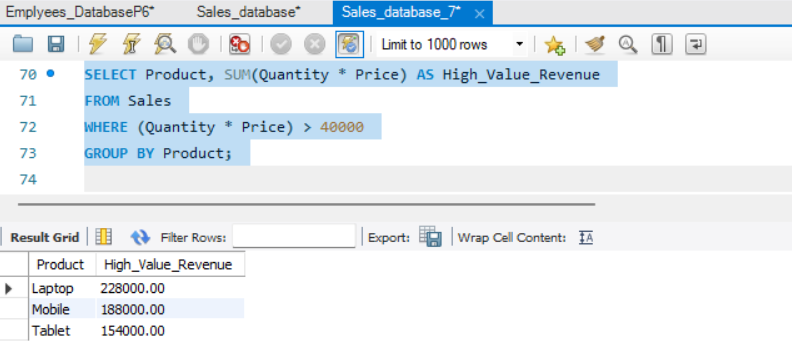 Emplyees_DatabaseP6* Sales_database* Sales_database_7* ×
Limit to 1000 rows
70 SELECT Product, SUM(Quantity * Price) AS High_Value_Revenue
71 FROM Sales
72 WHERE (Quantity * Price) > 40000
73 GROUP BY Product;
74
Result Grid Filter Rows: Export: Wrap Cell Content: IA
Product High_Value_Revenue
Laptop 228000.00
Mobile 188000.00
Tablet 154000.00